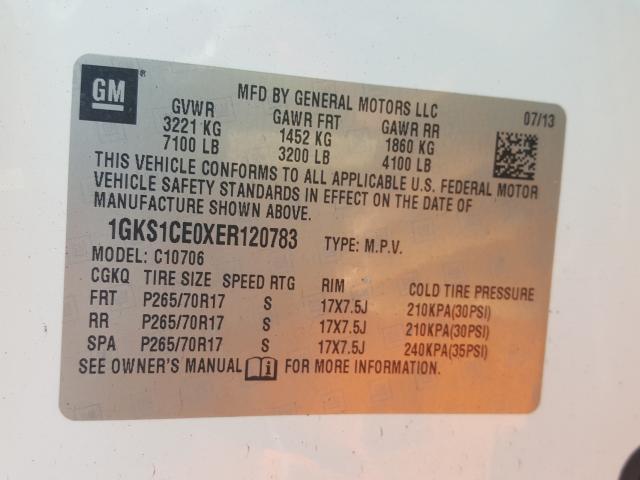 GM ®
MFD BY GENERAL MOTORS LLC
07/13
GVWR GAWR FRT GAWR RR
3221 KG 1452 KG 1860 KG
7100 LB 3200 LB 4100 LB
THIS VEHICLE CONFORMS TO ALL APPLICABLE U.S. FEDERAL MOTOR
VEHICLE SAFETY STANDARDS IN EFFECT ON THE DATE OF
MANUFACTURE SHOWN ABOVE.
1GKS1CE0XER120783 TYPE: M.P.V.
MODEL: C10706
CGKQ TIRE SIZE SPEED RTG RIM COLD TIRE PRESSURE
FRT P265/70R17 S 17X7.5J 210KPA(30PSI)
RR P265/70R17 S 17X7.5J 210KPA(30PSI)
SPA P265/70R17 S 17X7.5J 240KPA(35PSI)
SEE OWNER'S MANUAL i FOR MORE INFORMATION.